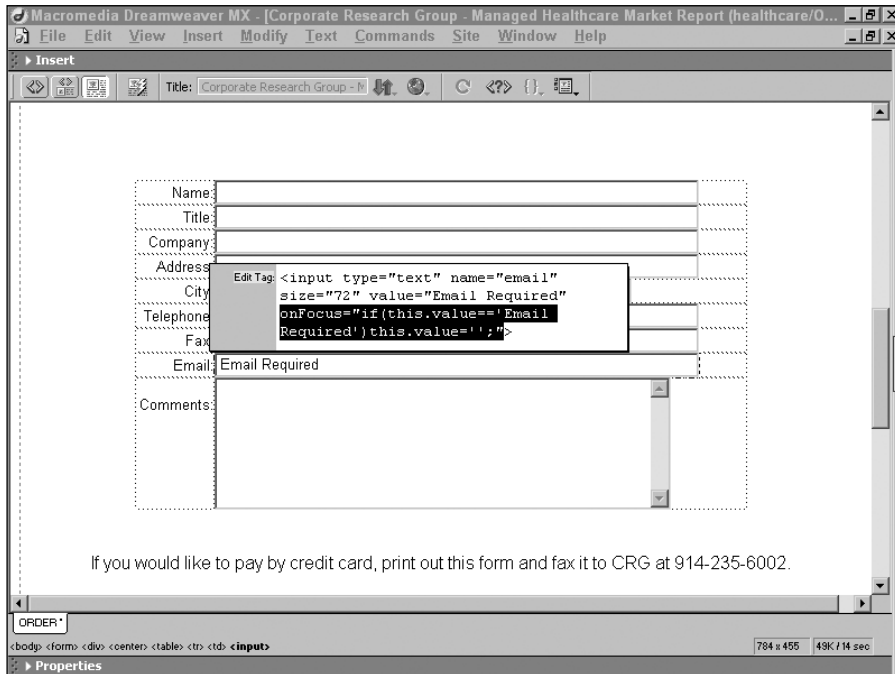 Macromedia Dreamweaver MX - [Corporate Research Group - Managed Healthcare Market Report (healthcare/O...
File Edit View Insert Modify Text Commands Site Window Help
Insert
Title: Corporate Research Group - M
Name:
Title:
Company:
Address
City
Telephone
Fax
Edit Tag: <input type="text" name="email"
size="72" value="Email Required"
onFocus="if(this.value=='Email
Required')this.value='';">
Email: Email Required
Comments:
If you would like to pay by credit card, print out this form and fax it to CRG at 914-235-6002.
ORDER*
<body> <form> <div> <center> <table> <tr> <td> <input> 784 x 455 49K / 14 sec
Properties